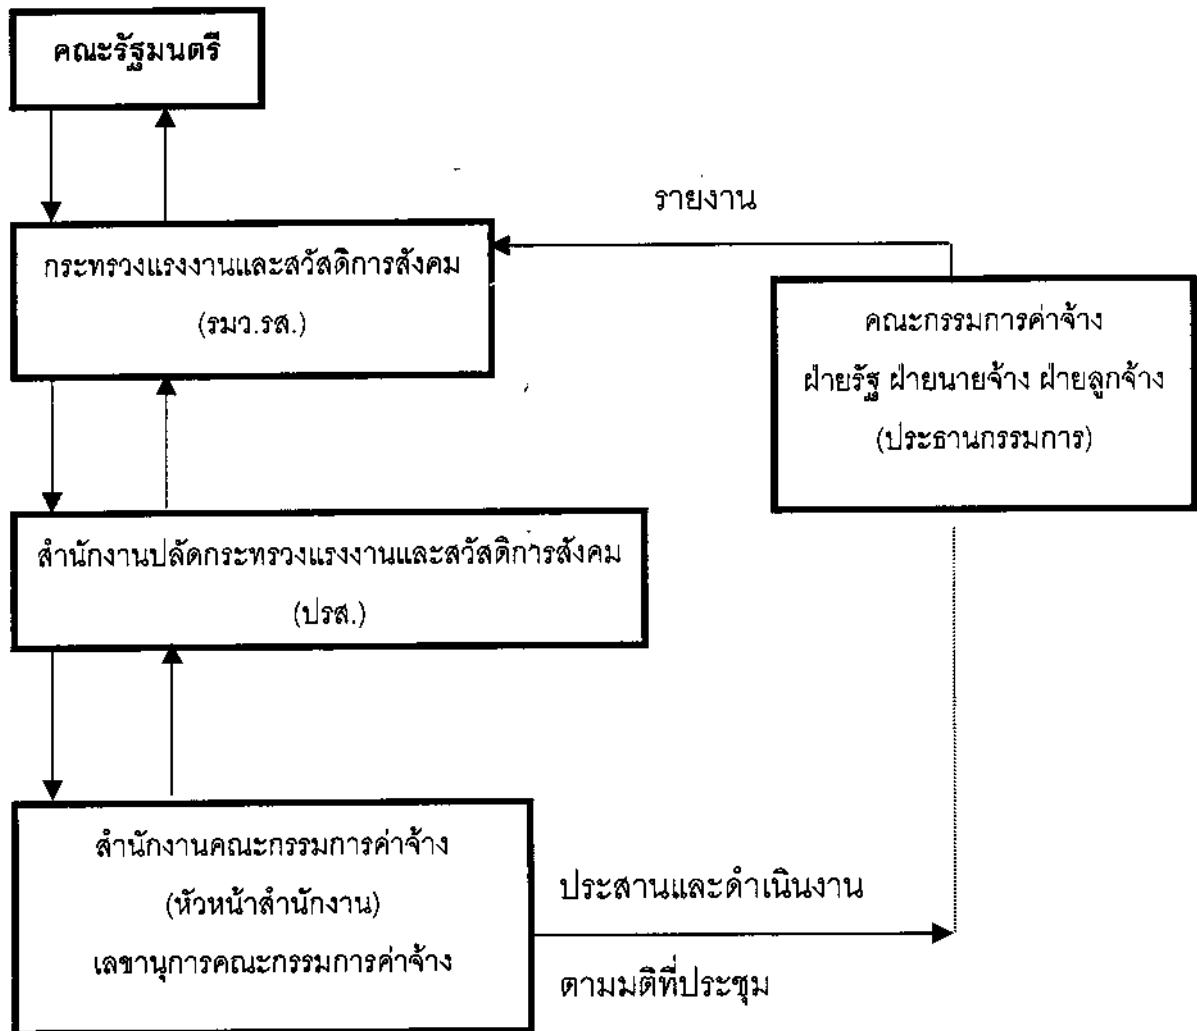 คณะรัฐมนตรี
รายงาน
กระทรวงแรงงานและสวัสดิการสังคม
(รมว.รส.)
คณะกรรมการค่าจ้าง
ฝ่ายรัฐ ฝ่ายนายจ้าง ฝ่ายลูกจ้าง
(ประธานกรรมการ)
สำนักงานปลัดกระทรวงแรงงานและสวัสดิการสังคม
(ปรส.)
สำนักงานคณะกรรมการค่าจ้าง
(หัวหน้าสำนักงาน)
เลขานุการคณะกรรมการค่าจ้าง
ประสานและดำเนินงาน
ตามมติที่ประชุม